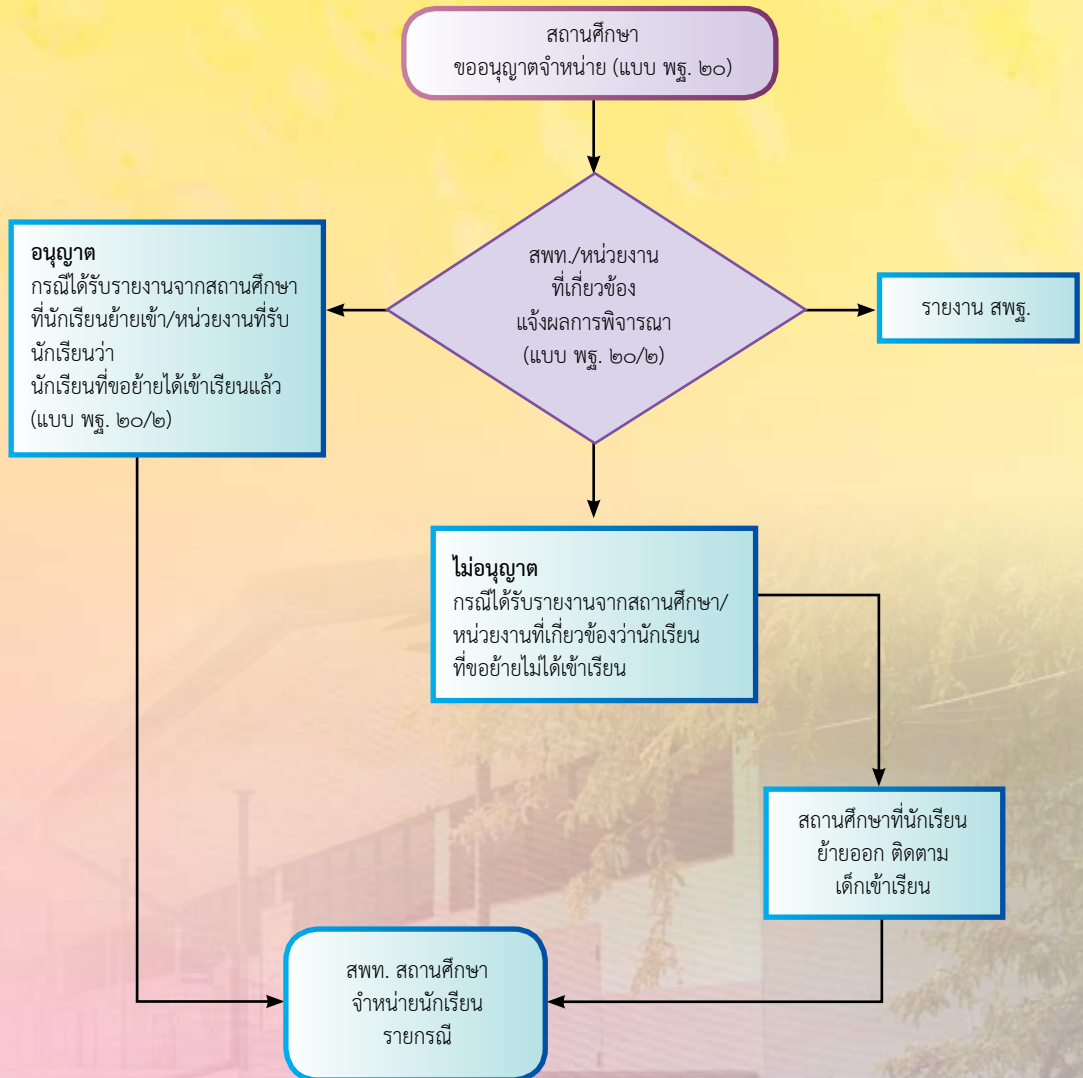 สถานศึกษา
ขออนุญาตจำหน่าย (แบบ พฐ. ๒๐)
สพท./หน่วยงาน
ที่เกี่ยวข้อง
แจ้งผลการพิจารณา
(แบบ พฐ. ๒๐/๒)
อนุญาต
กรณีได้รับรายงานจากสถานศึกษา
ที่นักเรียนย้ายเข้า/หน่วยงานที่รับ
นักเรียนว่า
นักเรียนที่ขอย้ายได้เข้าเรียนแล้ว
(แบบ พฐ. ๒๐/๒)
รายงาน สพฐ.
ไม่อนุญาต
กรณีได้รับรายงานจากสถานศึกษา/
หน่วยงานที่เกี่ยวข้องว่านักเรียน
ที่ขอย้ายไม่ได้เข้าเรียน
สถานศึกษาที่นักเรียน
ย้ายออก ติดตาม
เด็กเข้าเรียน
สพท. สถานศึกษา
จำหน่ายนักเรียน
รายกรณี